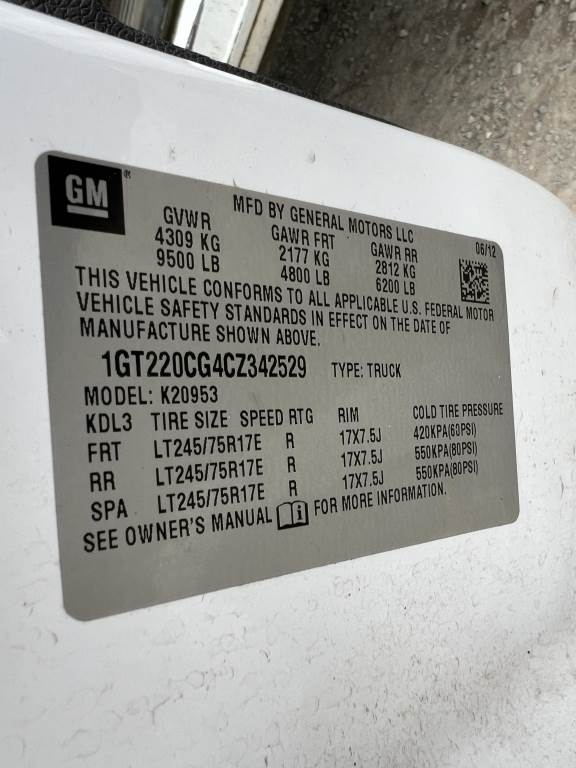 GM®
MFD BY GENERAL MOTORS LLC 06/12
GVWR GAWR FRT GAWR RR
4309 KG 2177 KG 2812 KG
9500 LB 4800 LB 6200 LB
THIS VEHICLE CONFORMS TO ALL APPLICABLE U.S. FEDERAL MOTOR
VEHICLE SAFETY STANDARDS IN EFFECT ON THE DATE OF
MANUFACTURE SHOWN ABOVE.
1GT220CG4CZ342529 TYPE: TRUCK
MODEL: K20953
KDL3 TIRE SIZE SPEED RTG RIM COLD TIRE PRESSURE
FRT LT245/75R17E R 17X7.5J 420KPA(60PSI)
RR LT245/75R17E R 17X7.5J 550KPA(80PSI)
SPA LT245/75R17E R 17X7.5J 550KPA(80PSI)
SEE OWNER'S MANUAL i FOR MORE INFORMATION.